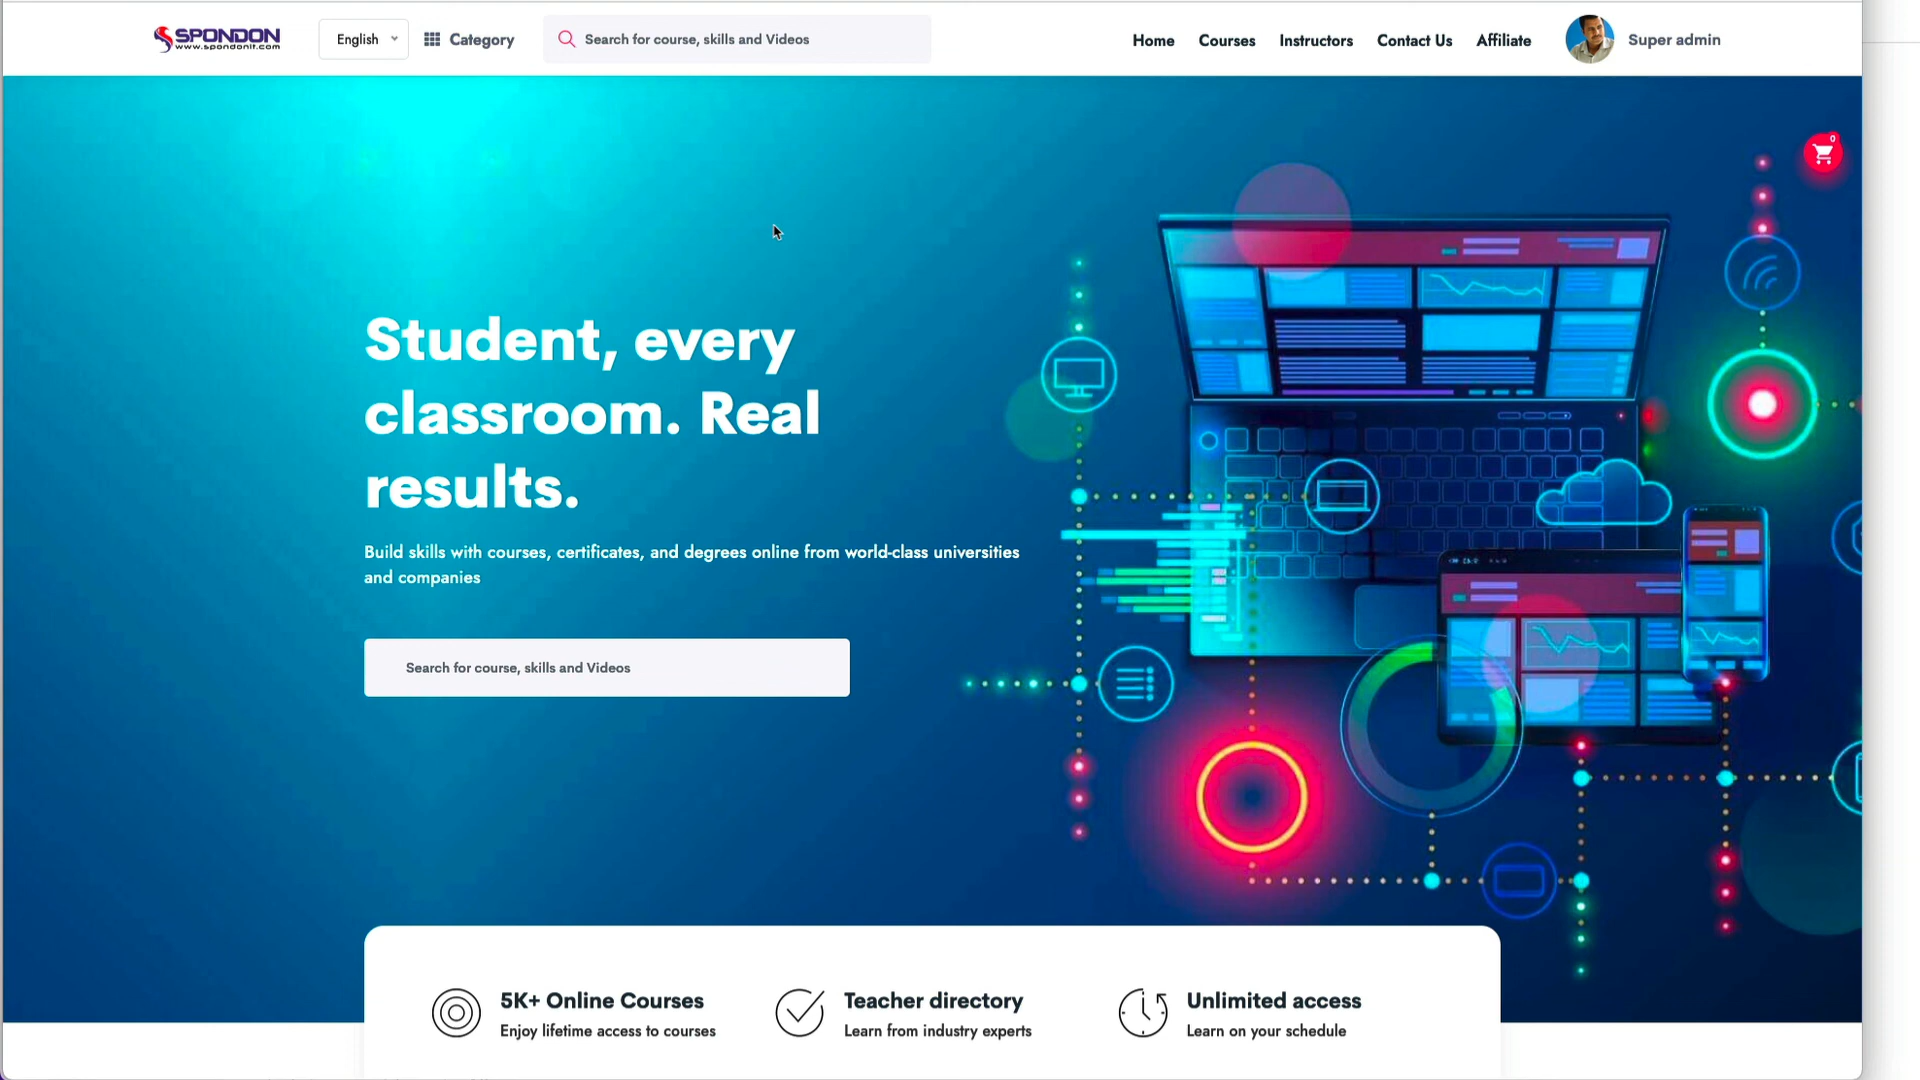 SPONDON
www.spondonit.com
English
Category
Search for course, skills and Videos
Home
Courses
Instructors
Contact Us
Affiliate
Super admin
0
Student, every
classroom. Real
results.
Build skills with courses, certificates, and degrees online from world-class universities
and companies
Search for course, skills and Videos
5K+ Online Courses
Enjoy lifetime access to courses
Teacher directory
Learn from industry experts
Unlimited access
Learn on your schedule